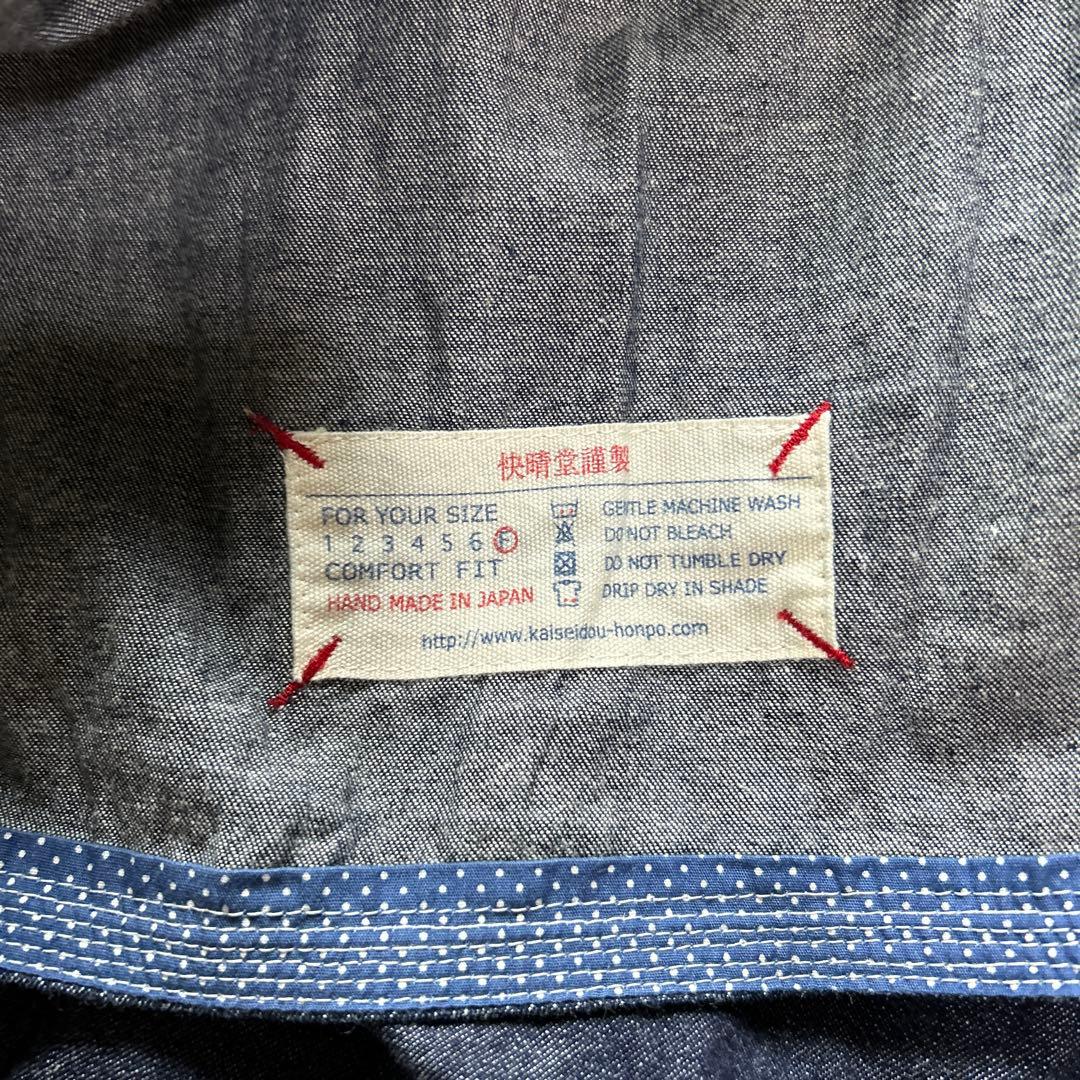 快晴堂謹製
FOR YOUR SIZE
1 2 3 4 5 6 F
COMFORT FIT
HAND MADE IN JAPAN
GENTLE MACHINE WASH
DO NOT BLEACH
DO NOT TUMBLE DRY
DRIP DRY IN SHADE
http://www.kaiseidou-honpo.com